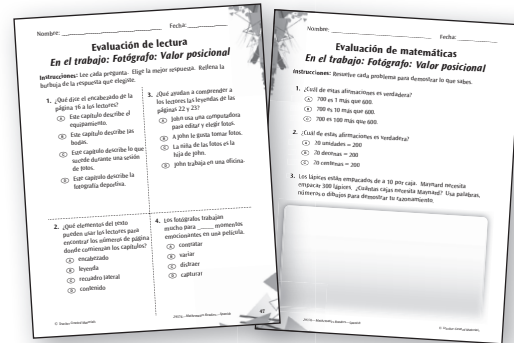 Nombre: Fecha:
Evaluación de lectura
En el trabajo: Fotógrafo: Valor posicional
Instrucciones: Lee cada pregunta. Elige la mejor respuesta. Rellena la
burbuja de la respuesta que elegiste.
1. ¿Qué dice el encabezado de la
página 16 a los lectores?
A Este capítulo describe el
equipamiento.
B Este capítulo describe las
bodas.
C Este capítulo describe lo que
sucede durante una sesión
de fotos.
D Este capítulo describe la
fotografía deportiva.
2. ¿Qué elementos del texto
pueden usar los lectores para
encontrar los números de página
donde comienzan los capítulos?
A encabezado
B leyenda
C recuadro lateral
D contenido
3. ¿Qué ayudan a comprender a
los lectores las leyendas de las
páginas 22 y 23?
A John usa una computadora
para editar y elegir fotos.
B A John le gusta tomar fotos.
C La niña de las fotos es la
hija de John.
D John trabaja en una oficina.
4. Los fotógrafos trabajan
mucho para _____ momentos
emocionantes en una película.
A contratar
B variar
C distraer
D capturar
47
Nombre: Fecha:
Evaluación de matemáticas
En el trabajo: Fotógrafo: Valor posicional
Instrucciones: Resuelve cada problema para demostrar lo que sabes.
1. ¿Cuál de estas afirmaciones es verdadera?
A 700 es 1 más que 600.
B 700 es 10 más que 600.
C 700 es 100 más que 600.
2. ¿Cuál de estas afirmaciones es verdadera?
A 20 unidades = 200
B 20 decenas = 200
C 20 centenas = 200
3. Los lápices están empacados de a 10 por caja. Maynard necesita
empacar 300 lápices. ¿Cuántas cajas necesita Maynard? Usa palabras,
números o dibujos para demostrar tu razonamiento.